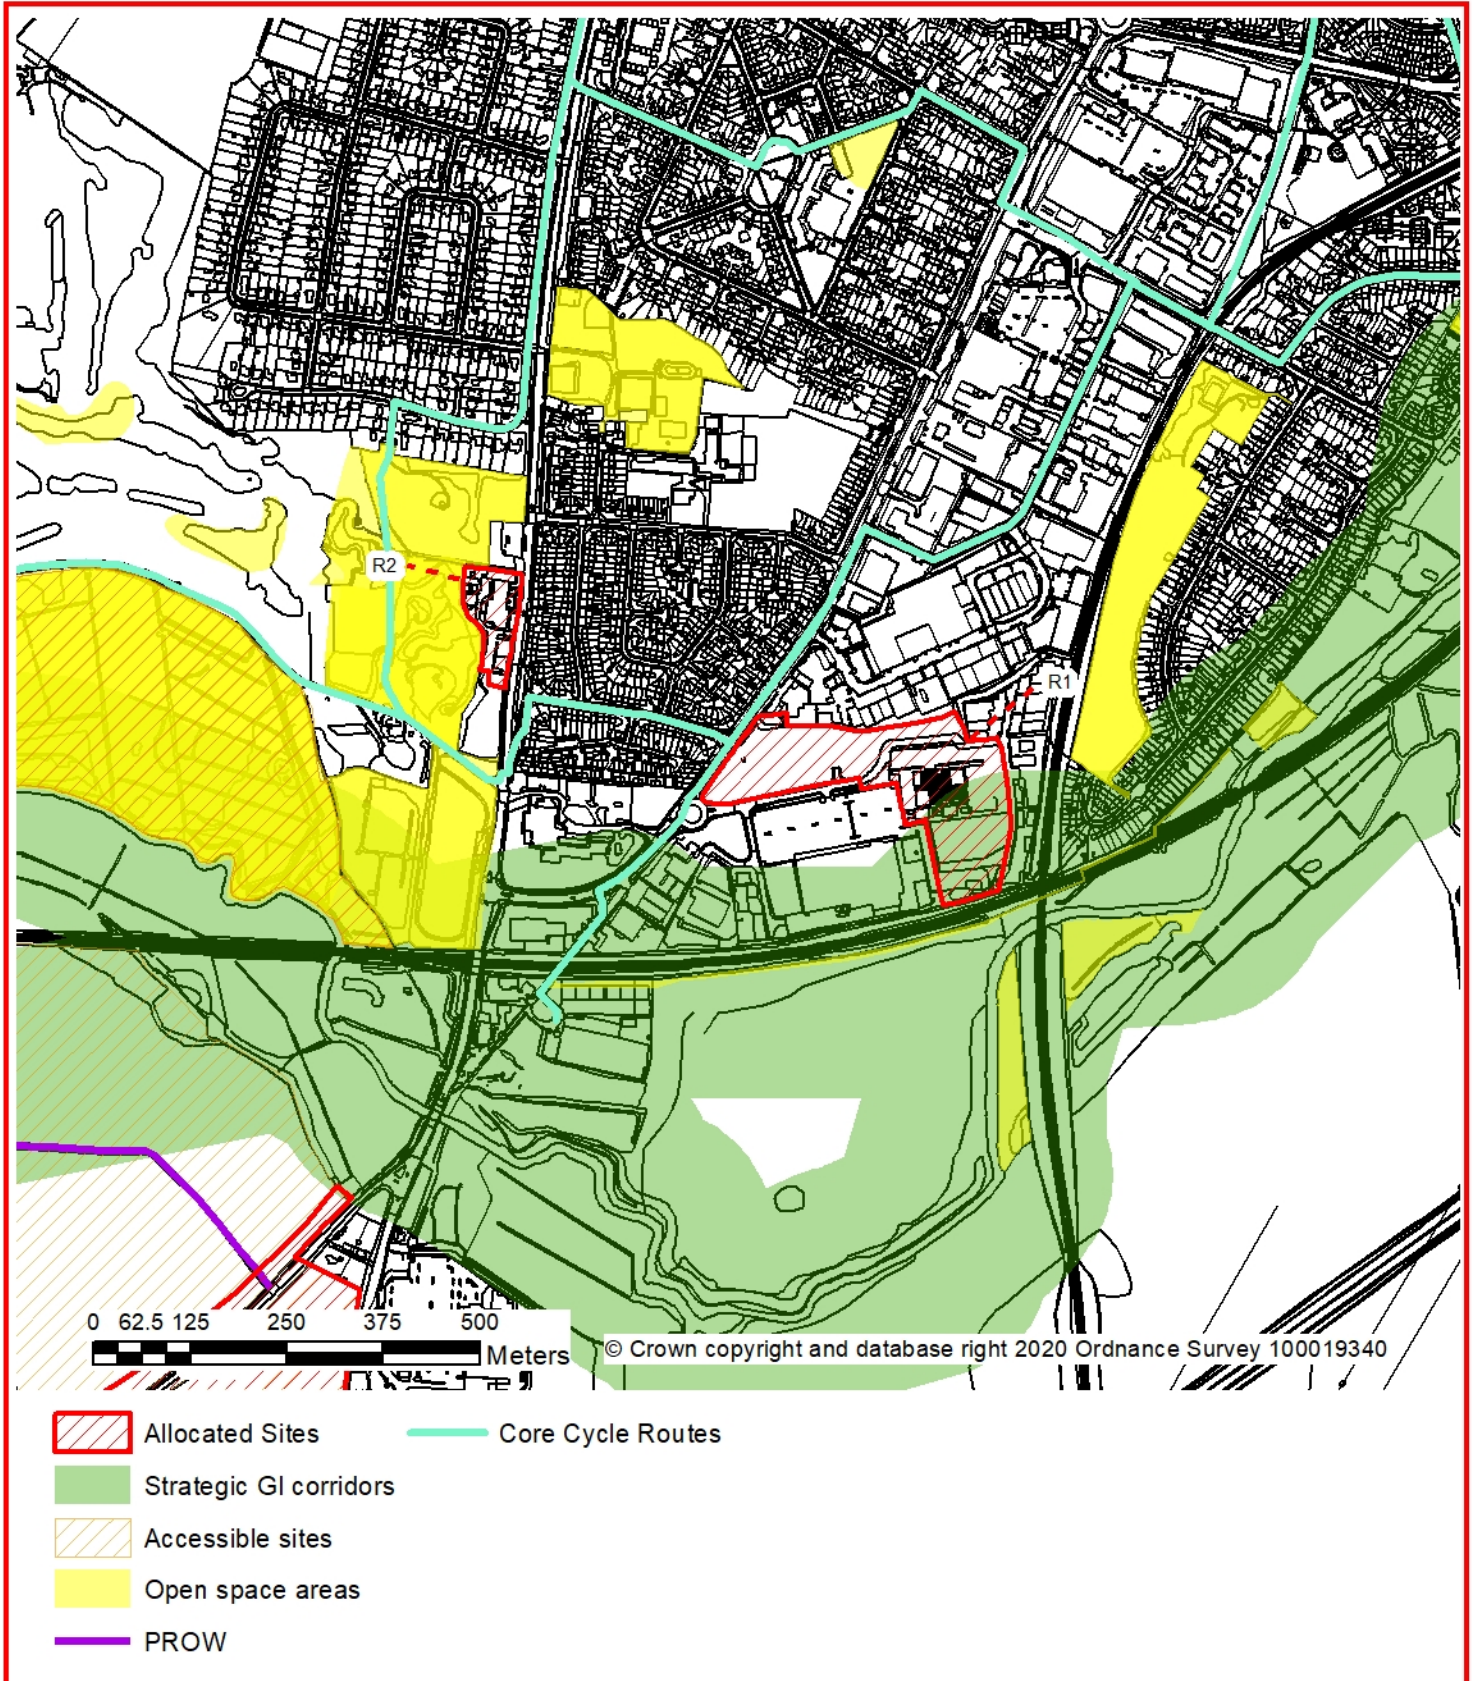 R2
R1
0 62.5 125 250 375 500
Meters
© Crown copyright and database right 2020 Ordnance Survey 100019340
Allocated Sites
Core Cycle Routes
Strategic GI corridors
Accessible sites
Open space areas
PROW